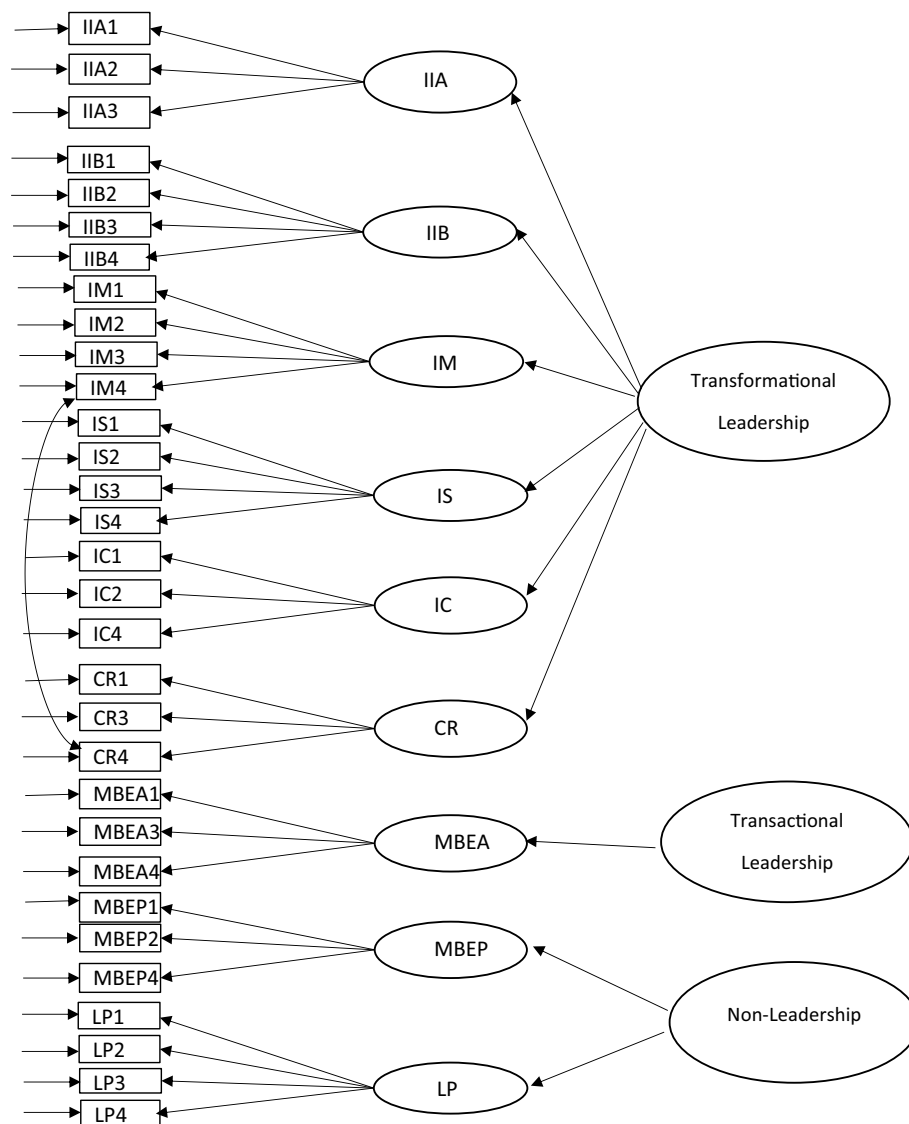 IIA1
IIA2
IIA3
IIA
IIB1
IIB2
IIB3
IIB4
IIB
IM1
IM2
IM3
IM4
IM
Transformational
Leadership
IS1
IS2
IS3
IS4
IS
IC1
IC2
IC4
IC
CR1
CR3
CR4
CR
MBEA1
MBEA3
MBEA4
MBEA
Transactional
Leadership
MBEP1
MBEP2
MBEP4
MBEP
Non-Leadership
LP1
LP2
LP3
LP4
LP